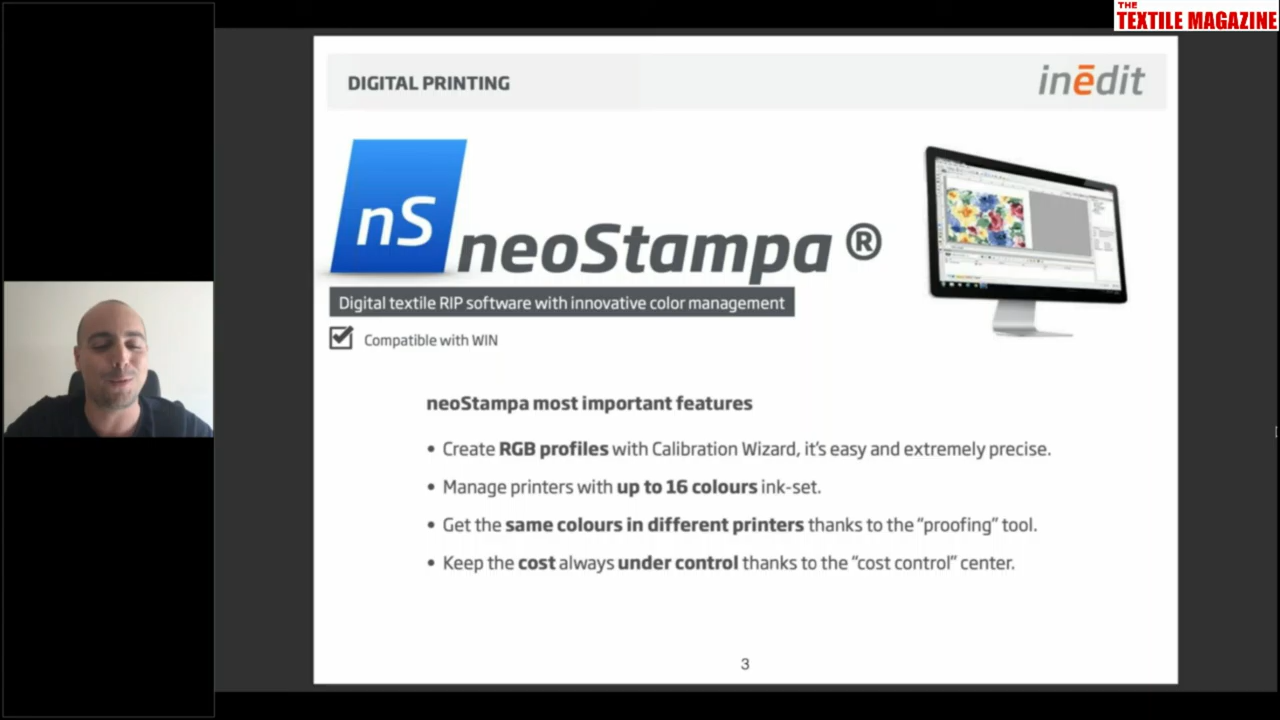 THE
TEXTILE MAGAZINE
DIGITAL PRINTING
inēdit
nS
neoStampa ®
Digital textile RIP software with innovative color management
Compatible with WIN
neoStampa most important features
• Create RGB profiles with Calibration Wizard, it's easy and extremely precise.
• Manage printers with up to 16 colours ink-set.
• Get the same colours in different printers thanks to the “proofing” tool.
• Keep the cost always under control thanks to the “cost control” center.
3